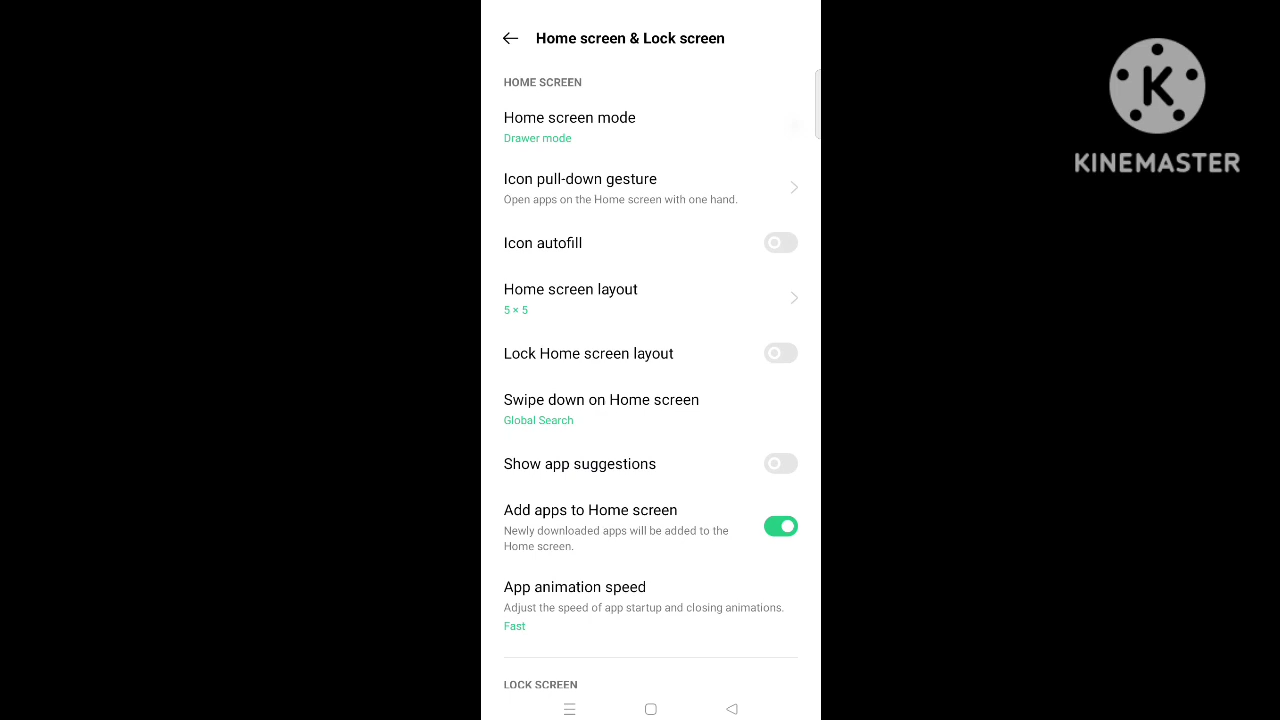 Home screen & Lock screen
HOME SCREEN
Home screen mode
Drawer mode
Icon pull-down gesture
Open apps on the Home screen with one hand.
Icon autofill
Home screen layout
5 × 5
Lock Home screen layout
Swipe down on Home screen
Global Search
Show app suggestions
Add apps to Home screen
Newly downloaded apps will be added to the
Home screen.
App animation speed
Adjust the speed of app startup and closing animations.
Fast
LOCK SCREEN
K
KINEMASTER